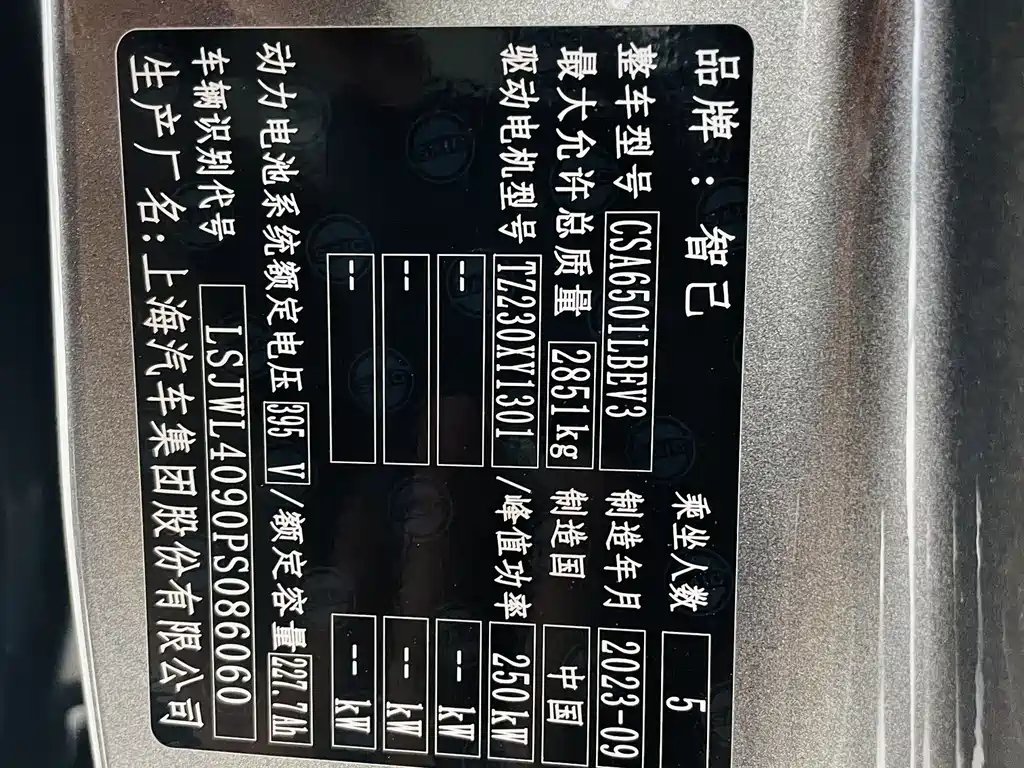 品牌:智己 乘坐人数 5
整车型号 CSA6501LBEV3 制造年月 2023-09
最大允许总质量 2851kg 制造国 中国
驱动电机型号 TZ230XY1301 /峰值功率 250kW
-- -- kW
-- -- kW
-- -- kW
动力电池系统额定电压 395 V /额定容量 227.7Ah
车辆识别代号 LSJWL4090PS086060
生产厂名:上海汽车集团股份有限公司